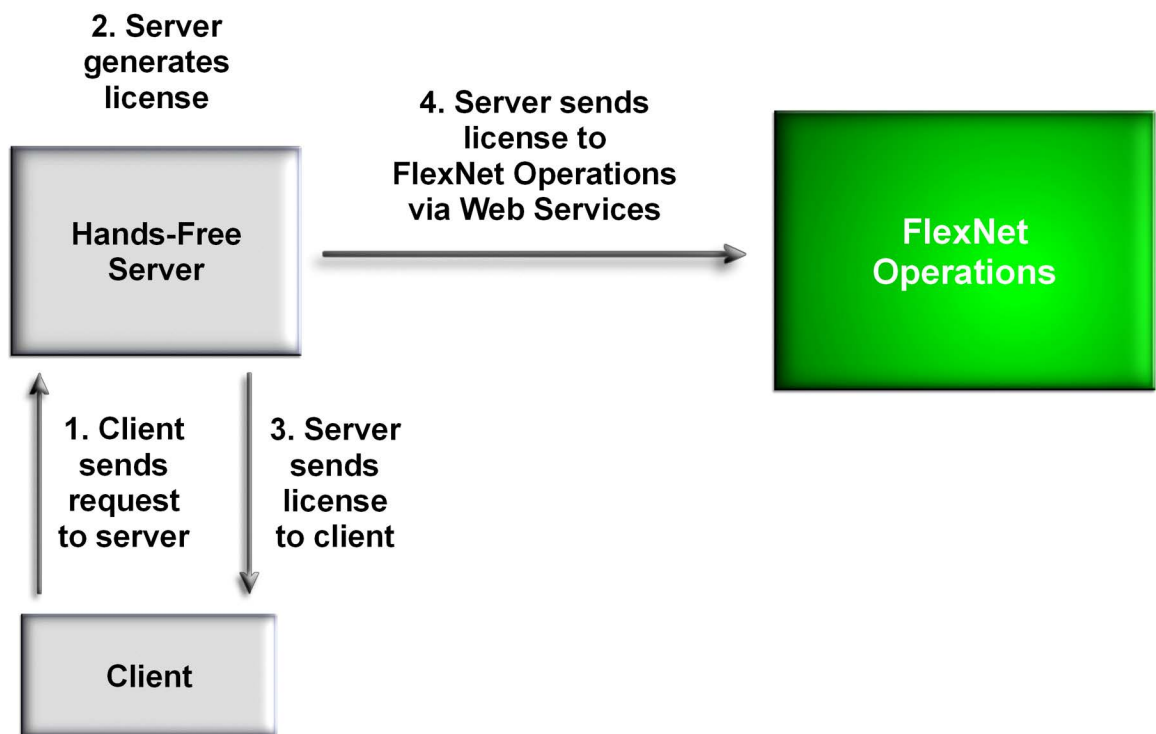 2. Server
generates
license
4. Server sends
license to
FlexNet Operations
via Web Services
Hands-Free
Server
FlexNet
Operations
1. Client
sends
request
to server
3. Server
sends
license
to client
Client